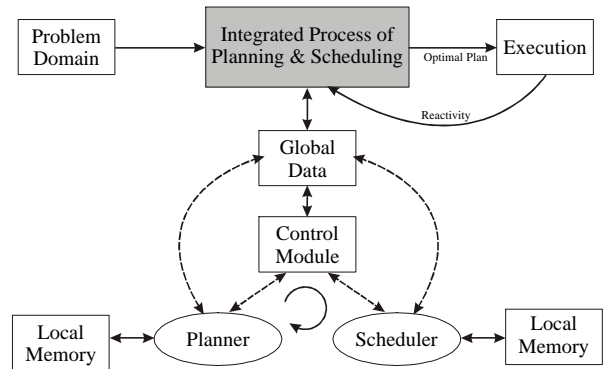 Problem
Domain
Integrated Process of
Planning & Scheduling
Optimal Plan
Execution
Reactivity
Global
Data
Control
Module
Local
Memory
Planner
Scheduler
Local
Memory